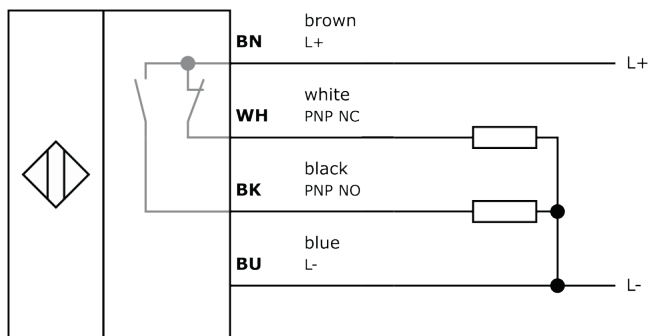 brown
BN L+
L+
white
WH PNP NC
black
BK PNP NO
blue
BU L-
L-